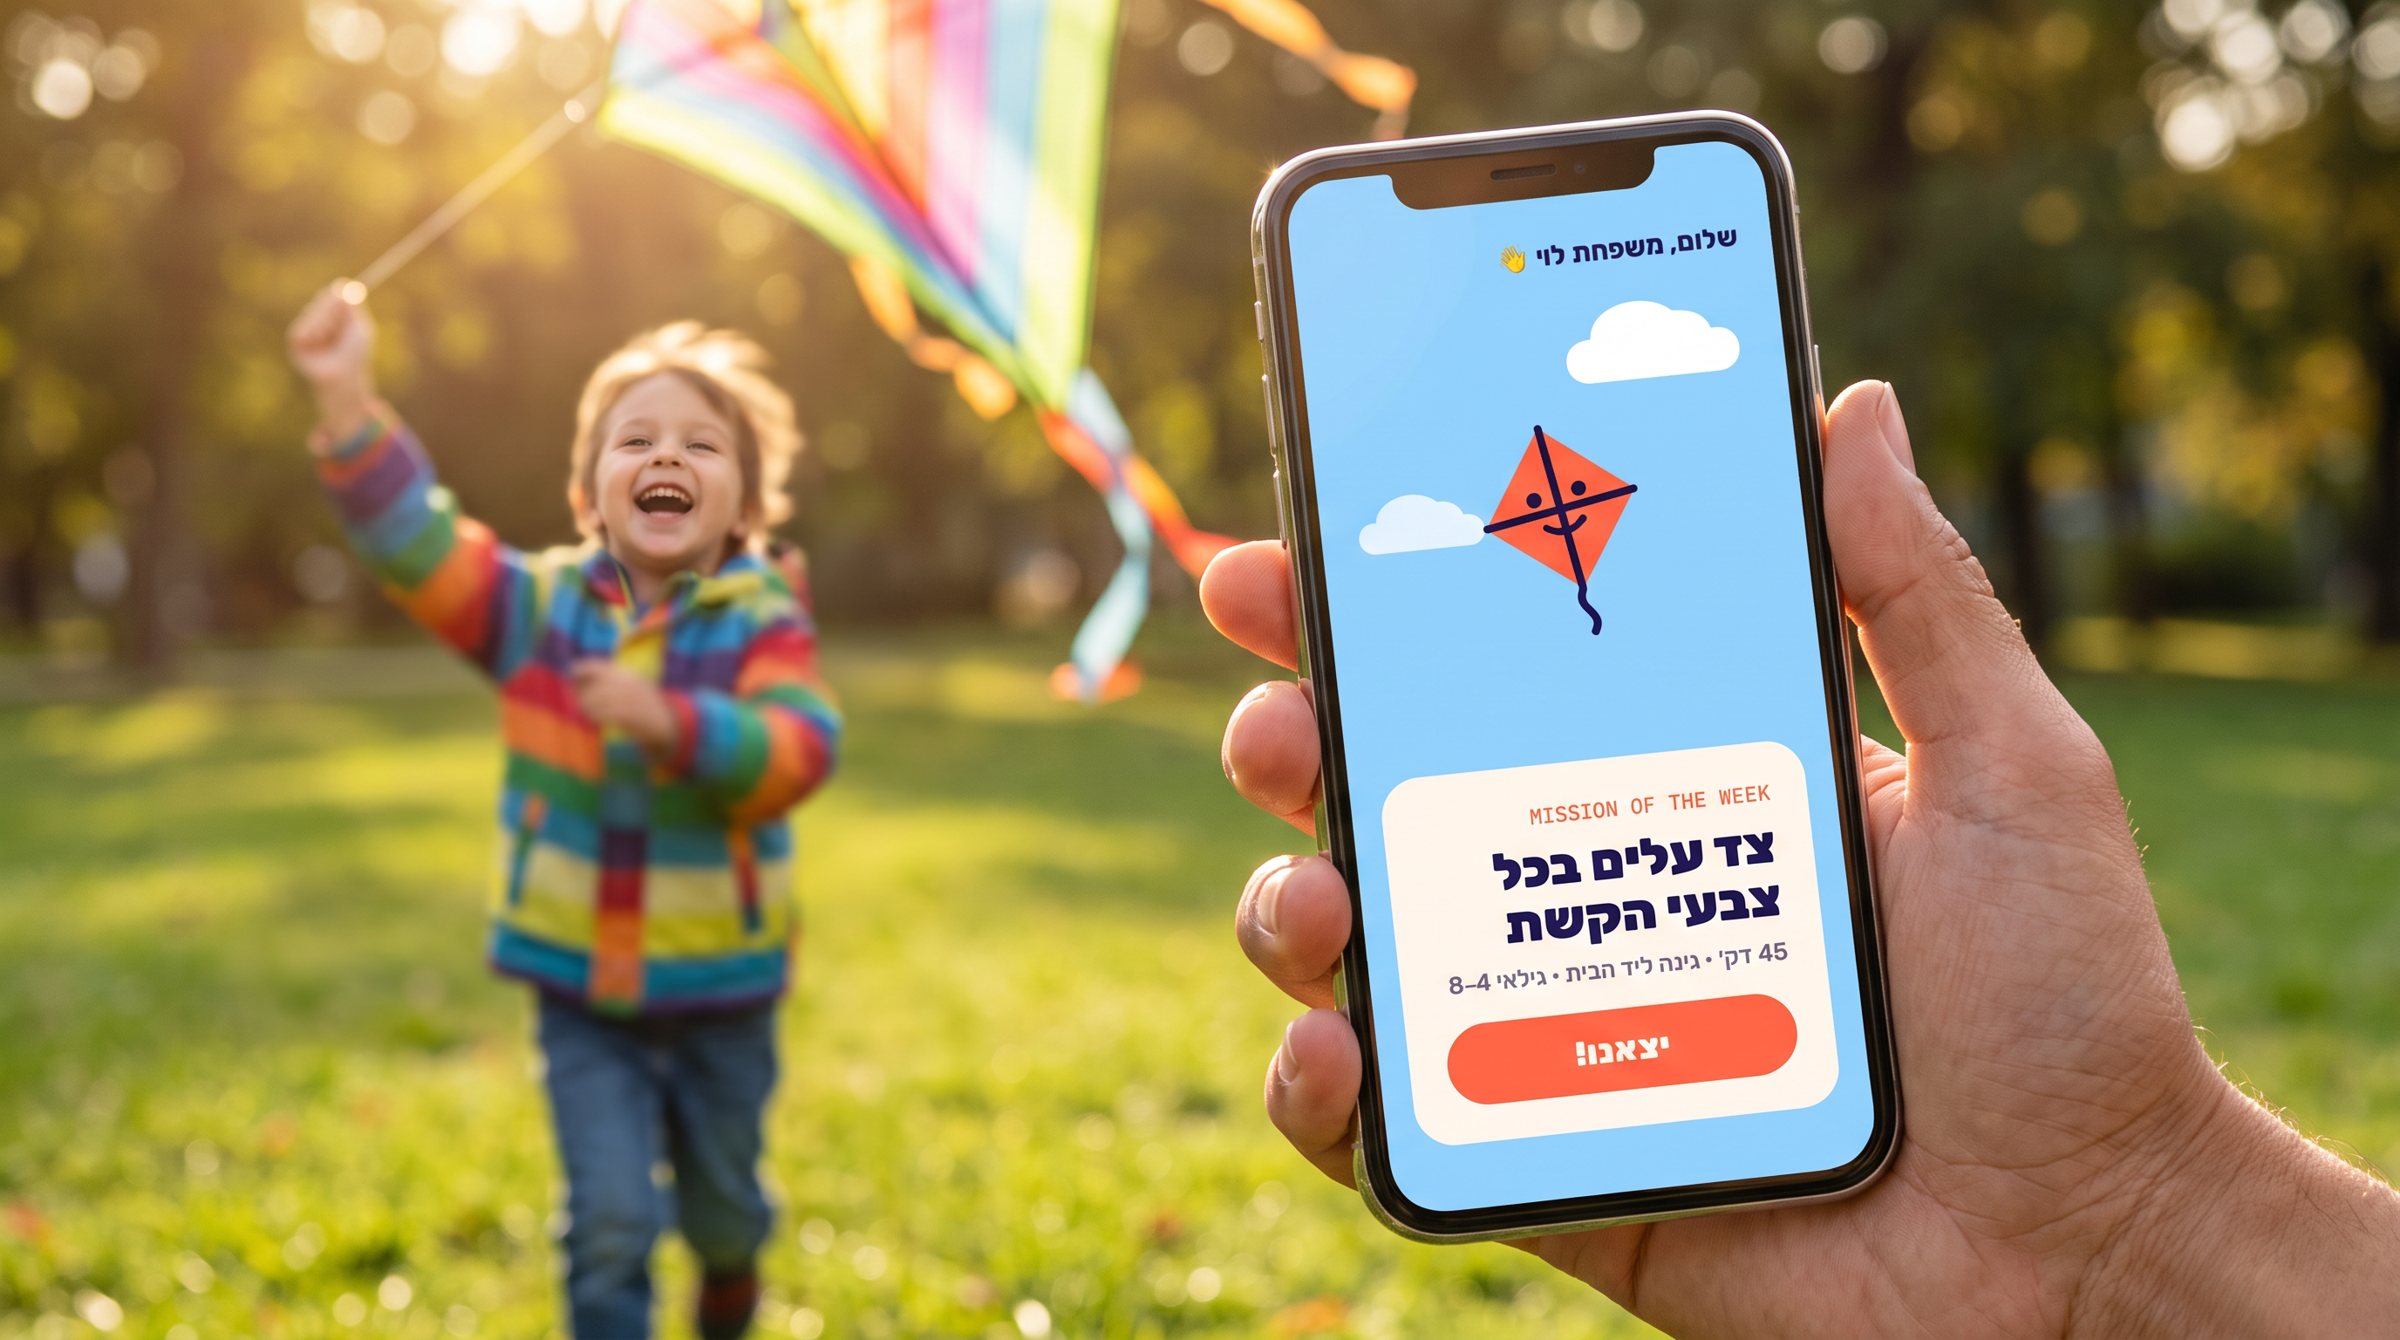 שלום, משפחת לוי 👋
MISSION OF THE WEEK
צד עלים בכל
צבעי הקשת
45 דק׳ • גינה ליד הבית • גילאי 4–8
יצאנו!